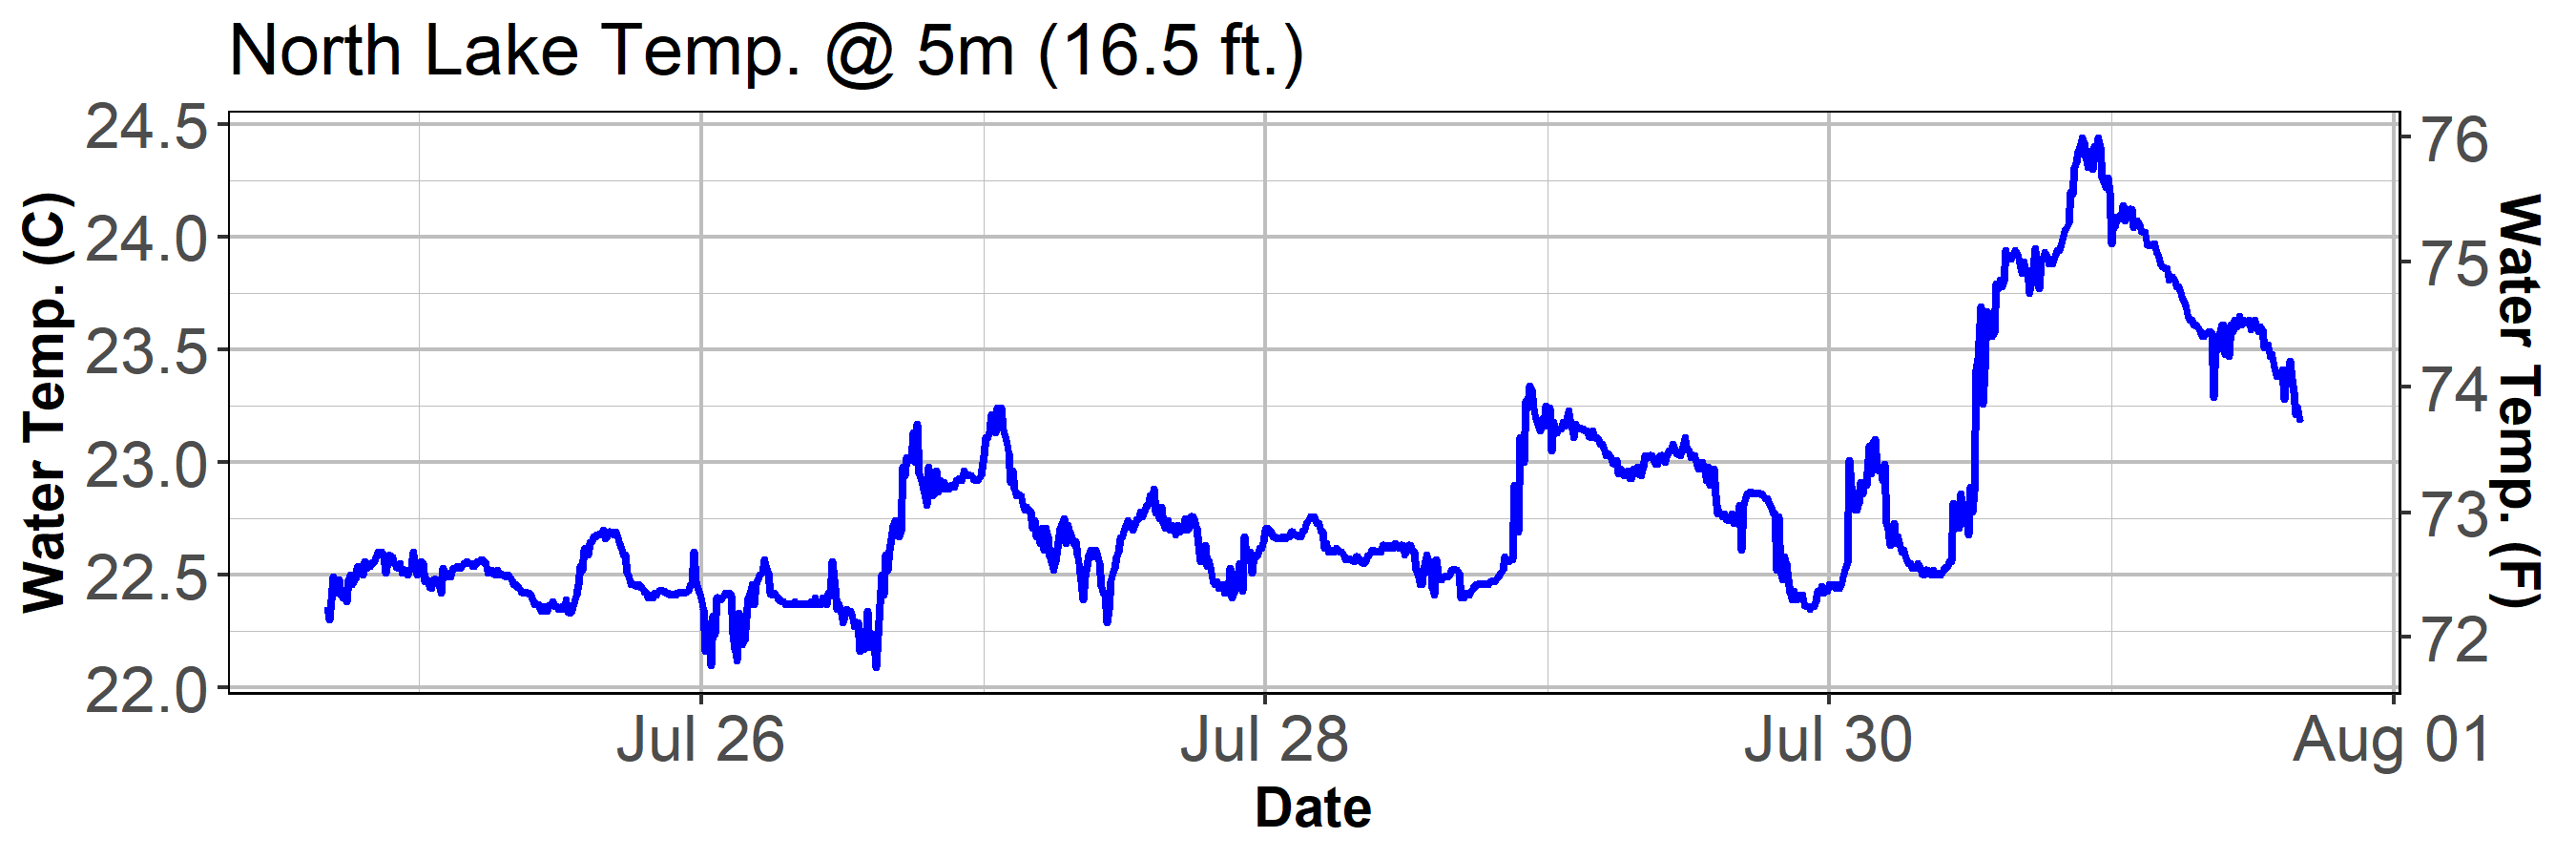 North Lake Temp. @ 5m (16.5 ft.)
Water Temp. (C)
24.5
24.0
23.5
23.0
22.5
22.0
76
75
74
73
72
Water Temp. (F)
Jul 26
Jul 28
Jul 30
Aug 01
Date